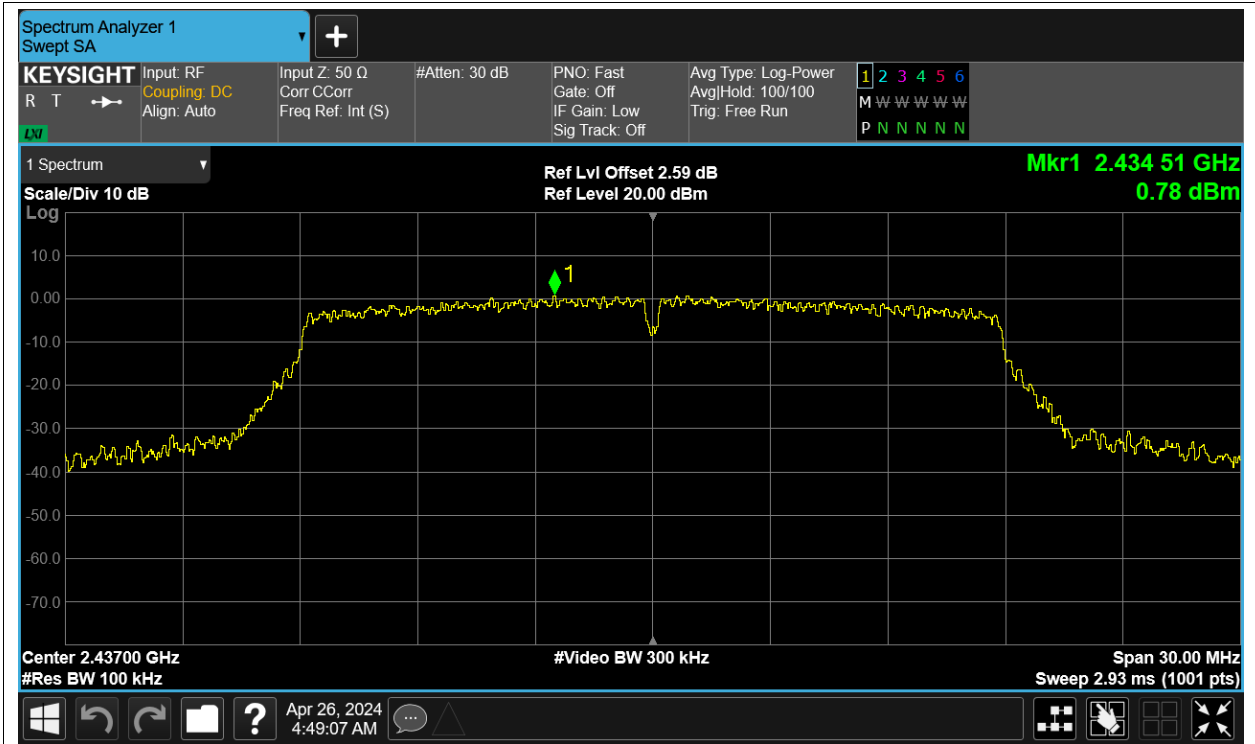 Spectrum Analyzer 1
Swept SA
KEYSIGHT
R T
LXI
Input: RF
Coupling: DC
Align: Auto
Input Z: 50 Ω
Corr CCorr
Freq Ref: Int (S)
#Atten: 30 dB
PNO: Fast
Gate: Off
IF Gain: Low
Sig Track: Off
Avg Type: Log-Power
Avg|Hold: 100/100
Trig: Free Run
1 2 3 4 5 6
M W W W W W
P N N N N N
1 Spectrum
Scale/Div 10 dB
Log
Ref Lvl Offset 2.59 dB
Ref Level 20.00 dBm
Mkr1 2.434 51 GHz
0.78 dBm
1
10.0
0.00
-10.0
-20.0
-30.0
-40.0
-50.0
-60.0
-70.0
Center 2.43700 GHz
#Res BW 100 kHz
#Video BW 300 kHz
Span 30.00 MHz
Sweep 2.93 ms (1001 pts)
?
Apr 26, 2024
4:49:07 AM